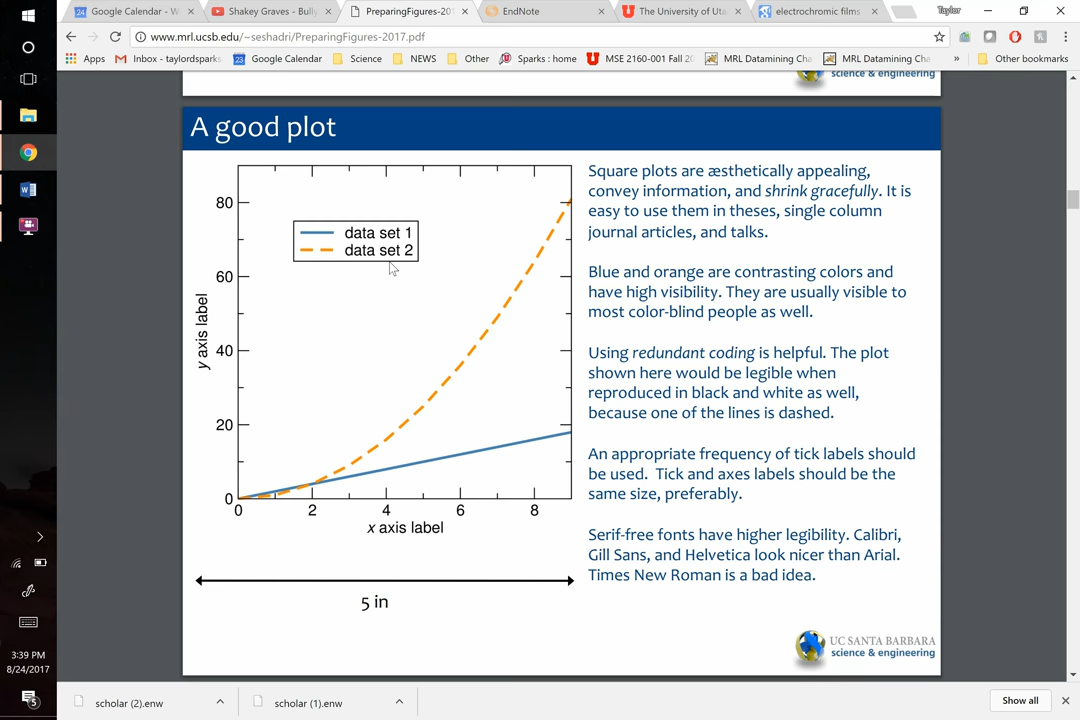 Google Calendar - W
Shakey Graves - Bully
PreparingFigures-201
EndNote
The University of Uta
electrochromic films
Taylor
www.mrl.ucsb.edu/~seshadri/PreparingFigures-2017.pdf
Apps
Inbox - taylordsparks
Google Calendar
Science
NEWS
Other
Sparks : home
MSE 2160-001 Fall 20
MRL Datamining Cha
MRL Datamining Cha
»
Other bookmarks
science & engineering
A good plot
80
60
40
20
0
y axis label
data set 1
data set 2
0 2 4 6 8
x axis label
5 in
Square plots are æsthetically appealing,
convey information, and shrink gracefully. It is
easy to use them in theses, single column
journal articles, and talks.
Blue and orange are contrasting colors and
have high visibility. They are usually visible to
most color-blind people as well.
Using redundant coding is helpful. The plot
shown here would be legible when
reproduced in black and white as well,
because one of the lines is dashed.
An appropriate frequency of tick labels should
be used. Tick and axes labels should be the
same size, preferably.
Serif-free fonts have higher legibility. Calibri,
Gill Sans, and Helvetica look nicer than Arial.
Times New Roman is a bad idea.
UC SANTA BARBARA
science & engineering
3:39 PM
8/24/2017
5
scholar (2).enw
scholar (1).enw
Show all